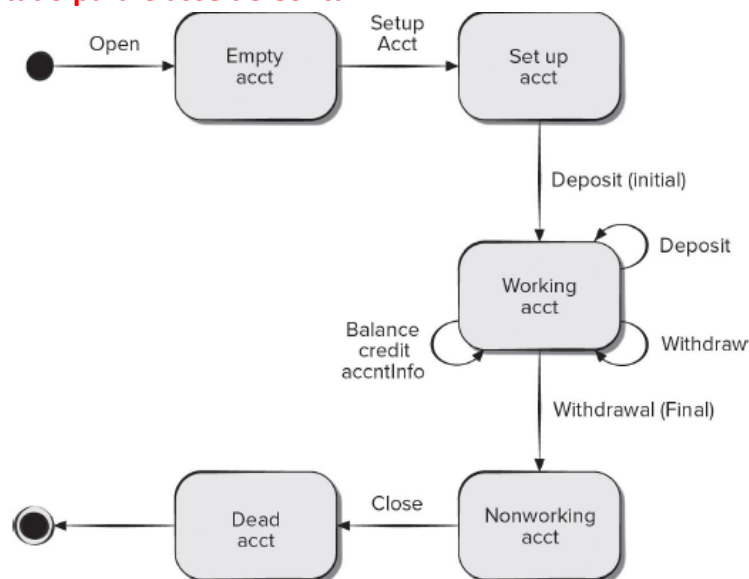 Open
Empty
acct
Setup
Acct
Set up
acct
Deposit (initial)
Deposit
Working
acct
Balance
credit
accntInfo
Withdraw
Withdrawal (Final)
Nonworking
acct
Close
Dead
acct